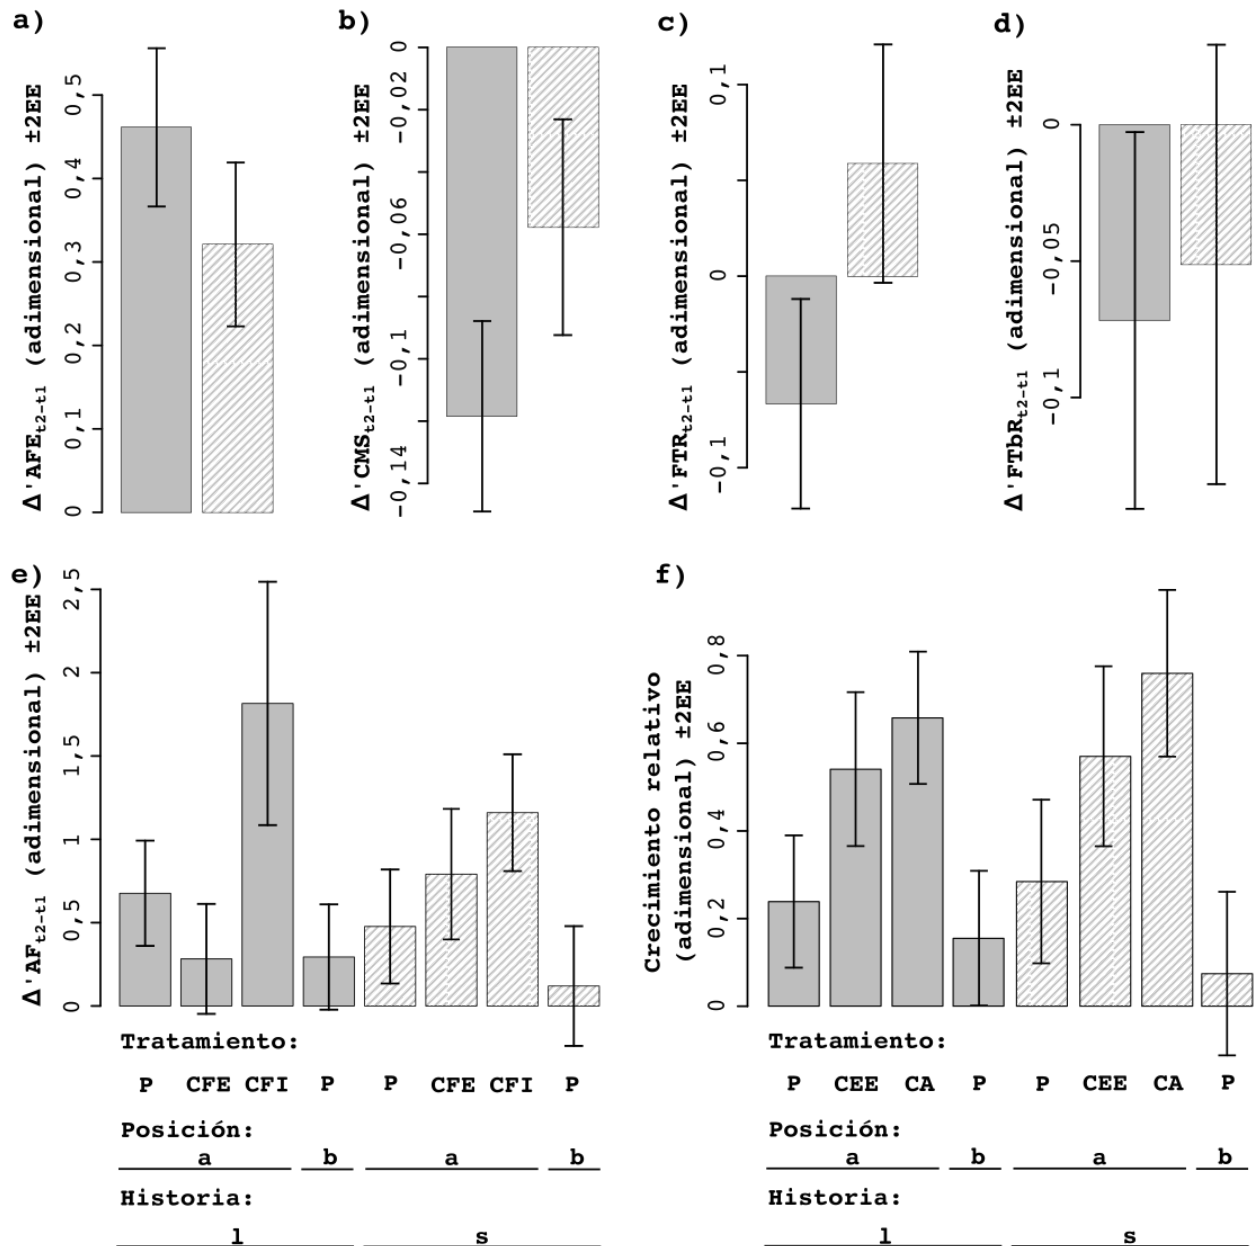 a)
Δ'AFEt2-t1 (adimensional) ±2EE
0,5
0,4
0,3
0,2
0,1
0
b)
Δ'CMSt2-t1 (adimensional) ±2EE
0
-0,02
-0,06
-0,1
-0,14
c)
Δ'FTRt2-t1 (adimensional) ±2EE
0,1
0
-0,1
d)
Δ'FTbRt2-t1 (adimensional) ±2EE
0
-0,05
-0,1
e)
Δ'AFt2-t1 (adimensional) ±2EE
2,5
2
1,5
1
0,5
0
Tratamiento:
P CFE CFI P P CFE CFI P
Posición:
a b a b
Historia:
l s
f)
Crecimiento relativo
(adimensional) ±2EE
0,8
0,6
0,4
0,2
0
Tratamiento:
P CEE CA P P CEE CA P
Posición:
a b a b
Historia:
l s